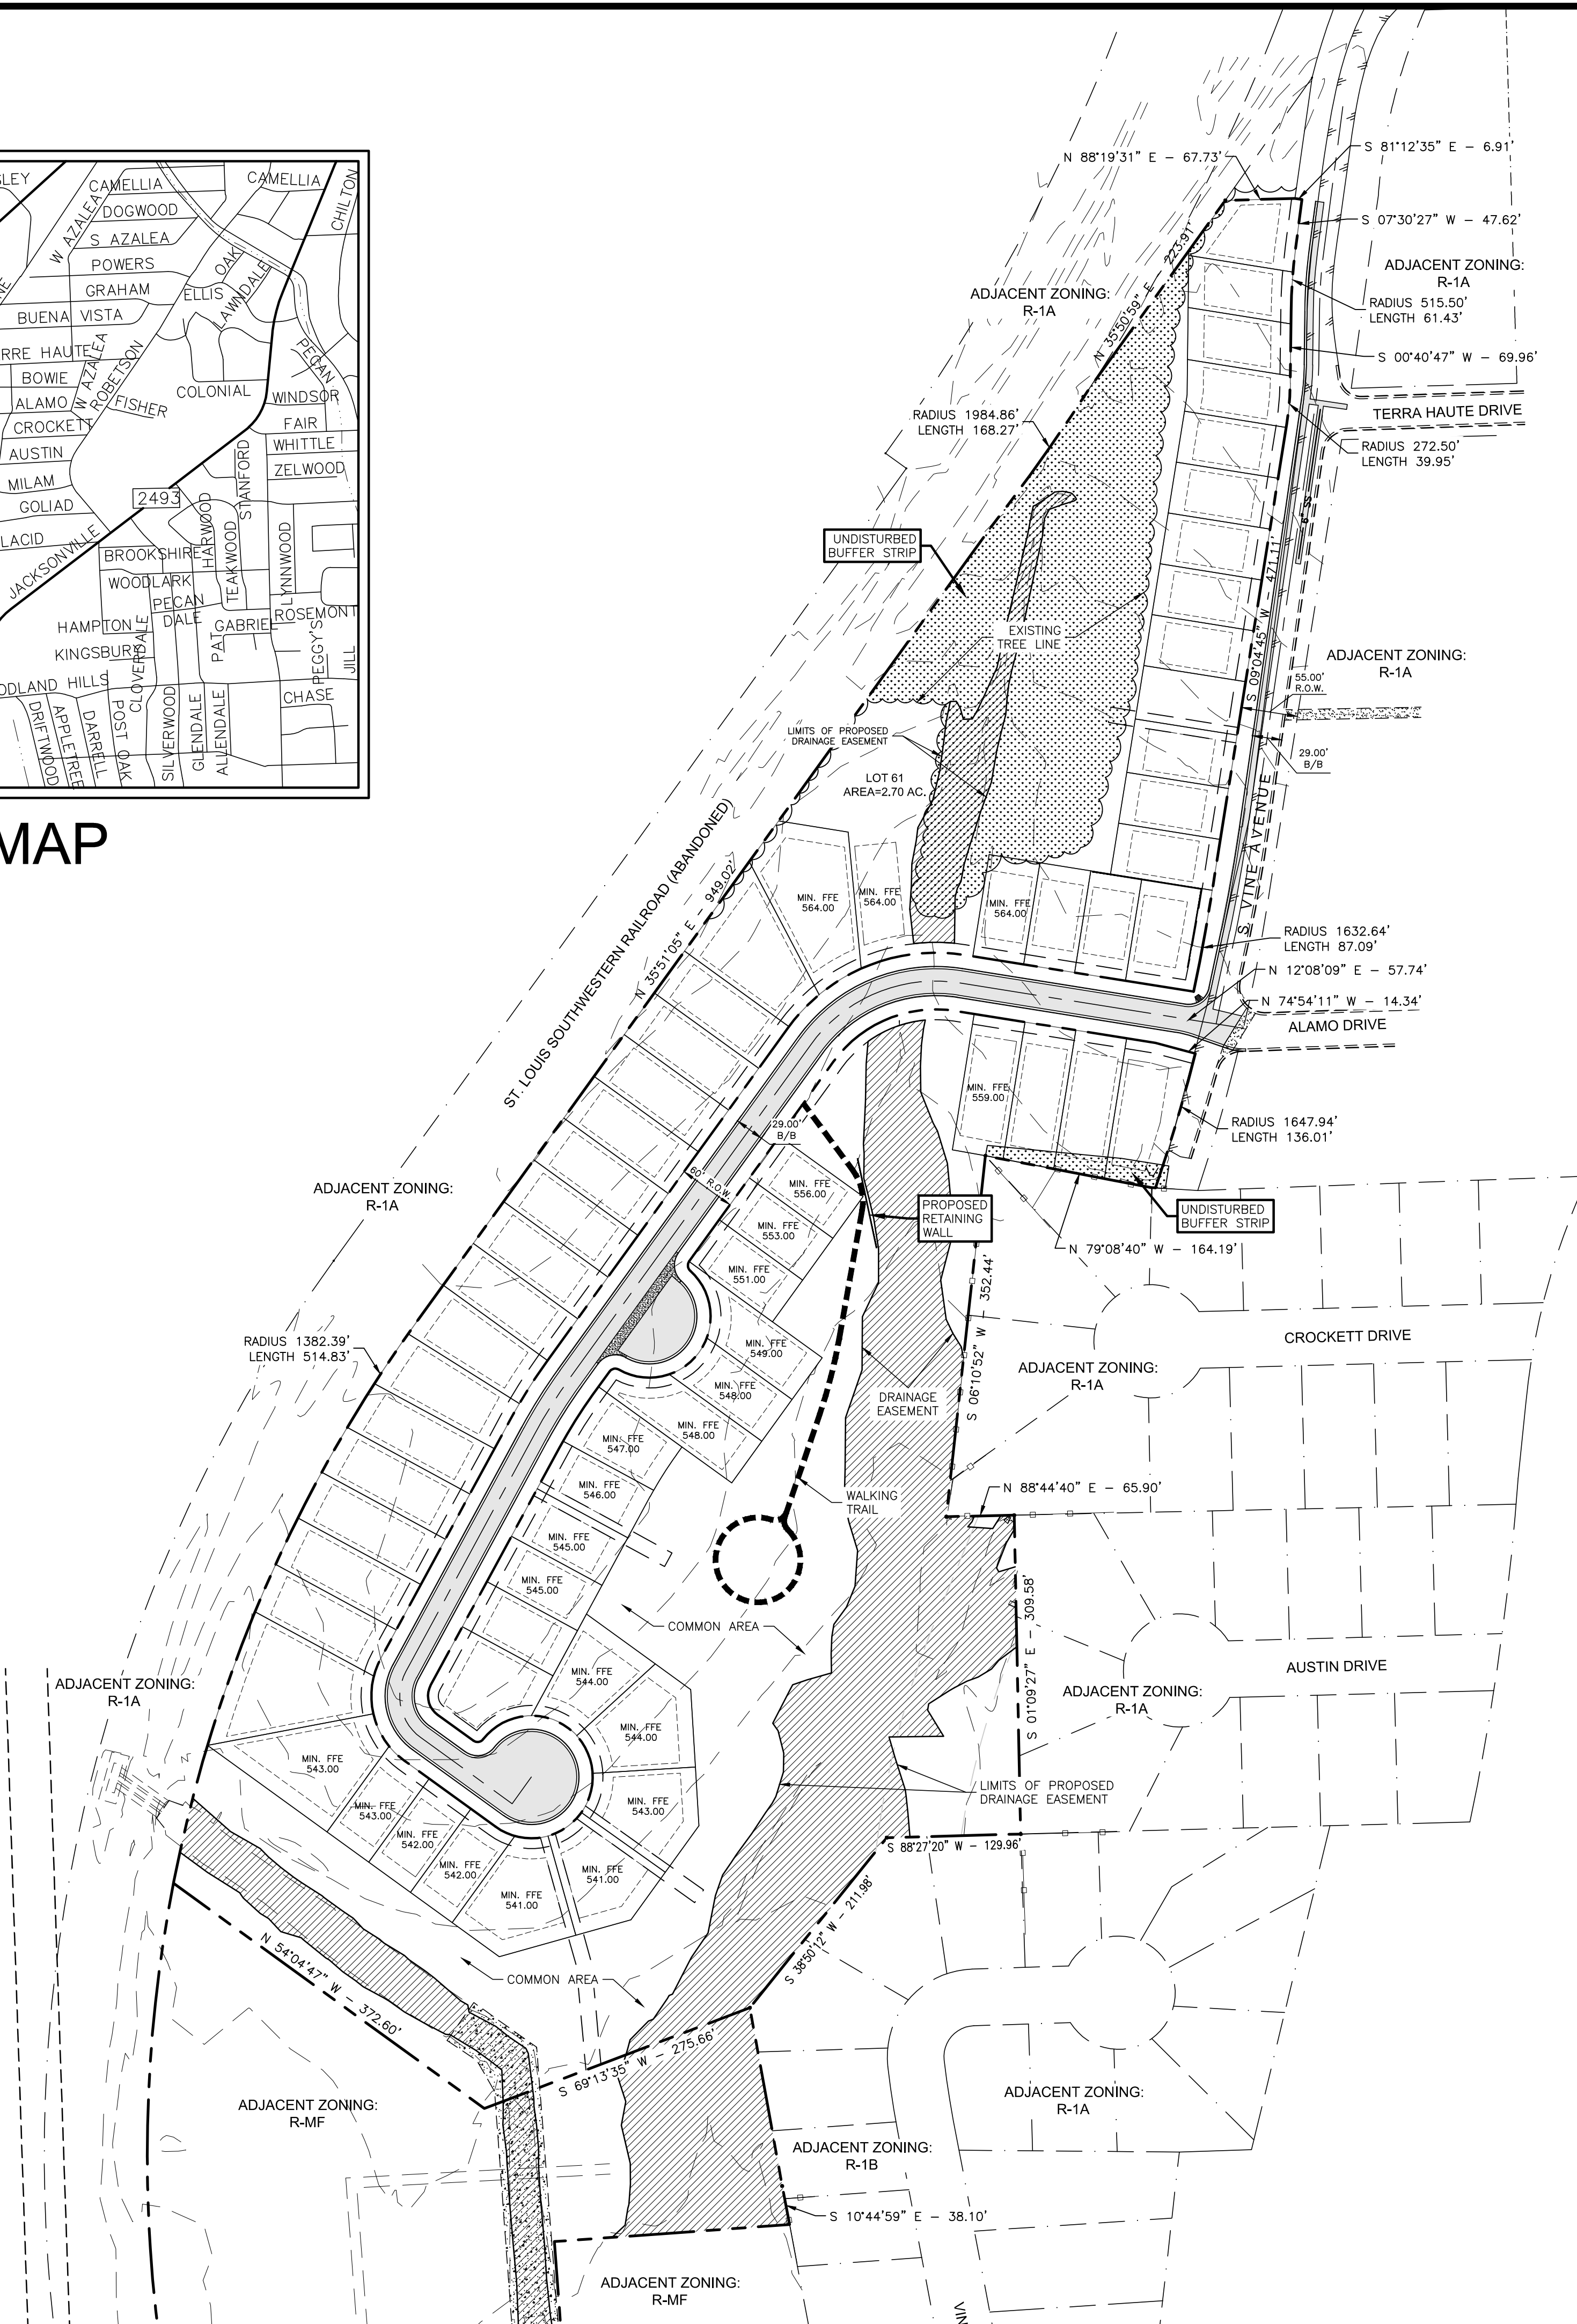 CAMELLIA
CAMELLIA
CHILTON
W AZALEA
DOGWOOD
S AZALEA
POWERS
OAK
GRAHAM
ELLIS
LAWNDALE
BUENA VISTA
RRE HAUTE
W AZALEA
ROBETSON
PECAN
BOWIE
ALAMO
FISHER
COLONIAL
WINDSOR
CROCKETT
FAIR
AUSTIN
STANFORD
WHITTLE
MILAM
ZELWOOD
GOLIAD
2493
HARWOOD
LACID
JACKSONVILLE
BROOKSHIRE
TEAKWOOD
LYNNWOOD
WOODLARK
PECAN
DALE
HAMPTON
PAT
GABRIEL
ROSEMONT
KINGSBURY
CLOVERDALE
PEGGY'S
JILL
ODLAND HILLS
CHASE
DRIFTWOOD
APPLETREE
DARRELL
POST OAK
SILVERWOOD
GLENDALE
ALLENDALE
MAP
N 88°19'31" E – 67.73'
S 81°12'35" E – 6.91'
S 07°30'27" W – 47.62'
ADJACENT ZONING:
R-1A
ADJACENT ZONING:
R-1A
N 35°50'59" E
223.91'
RADIUS 515.50'
LENGTH 61.43'
S 00°40'47" W – 69.96'
RADIUS 1984.86'
LENGTH 168.27'
TERRA HAUTE DRIVE
RADIUS 272.50'
LENGTH 39.95'
6" SS
UNDISTURBED
BUFFER STRIP
S 09°04'45" W – 471.11'
EXISTING
TREE LINE
ADJACENT ZONING:
R-1A
55.00'
R.O.W.
LIMITS OF PROPOSED
DRAINAGE EASEMENT
29.00'
B/B
LOT 61
AREA=2.70 AC.
S VINE AVENUE
ST. LOUIS SOUTHWESTERN RAILROAD (ABANDONED)
N 35°51'05" E – 949.02'
MIN. FFE
564.00
MIN. FFE
564.00
MIN. FFE
564.00
RADIUS 1632.64'
LENGTH 87.09'
N 12°08'09" E – 57.74'
N 74°54'11" W – 14.34'
ALAMO DRIVE
MIN. FFE
559.00
RADIUS 1647.94'
LENGTH 136.01'
29.00'
B/B
60' R.O.W.
ADJACENT ZONING:
R-1A
MIN. FFE
556.00
PROPOSED
RETAINING
WALL
UNDISTURBED
BUFFER STRIP
MIN. FFE
553.00
N 79°08'40" W – 164.19'
MIN. FFE
551.00
S 06°10'52" W – 352.44'
RADIUS 1382.39'
LENGTH 514.83'
MIN. FFE
549.00
CROCKETT DRIVE
ADJACENT ZONING:
R-1A
MIN. FFE
548.00
DRAINAGE
EASEMENT
MIN. FFE
548.00
MIN. FFE
547.00
MIN. FFE
546.00
WALKING
TRAIL
N 88°44'40" E – 65.90'
MIN. FFE
545.00
MIN. FFE
545.00
S 01°09'27" E – 309.58'
COMMON AREA
AUSTIN DRIVE
ADJACENT ZONING:
R-1A
MIN. FFE
544.00
ADJACENT ZONING:
R-1A
MIN. FFE
544.00
MIN. FFE
543.00
LIMITS OF PROPOSED
DRAINAGE EASEMENT
MIN. FFE
543.00
MIN. FFE
543.00
MIN. FFE
542.00
S 88°27'20" W – 129.96'
MIN. FFE
542.00
MIN. FFE
541.00
MIN. FFE
541.00
S 38°50'12" W – 211.98'
N 54°04'47" W – 372.60'
COMMON AREA
S 69°13'35" W – 275.66'
ADJACENT ZONING:
R-MF
ADJACENT ZONING:
R-1A
ADJACENT ZONING:
R-1B
S 10°44'59" E – 38.10'
ADJACENT ZONING:
R-MF
VIN